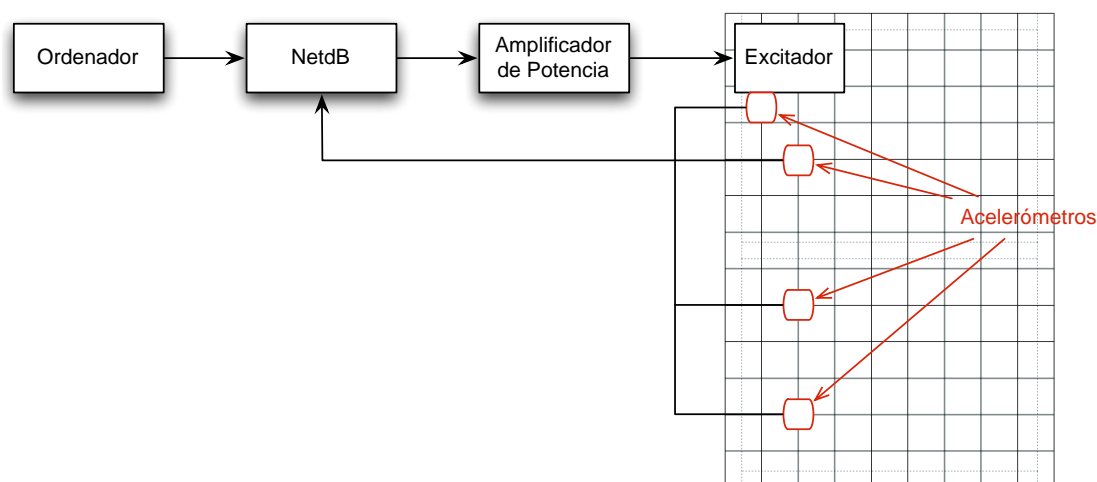 Ordenador
NetdB
Amplificador
de Potencia
Excitador
Acelerómetros